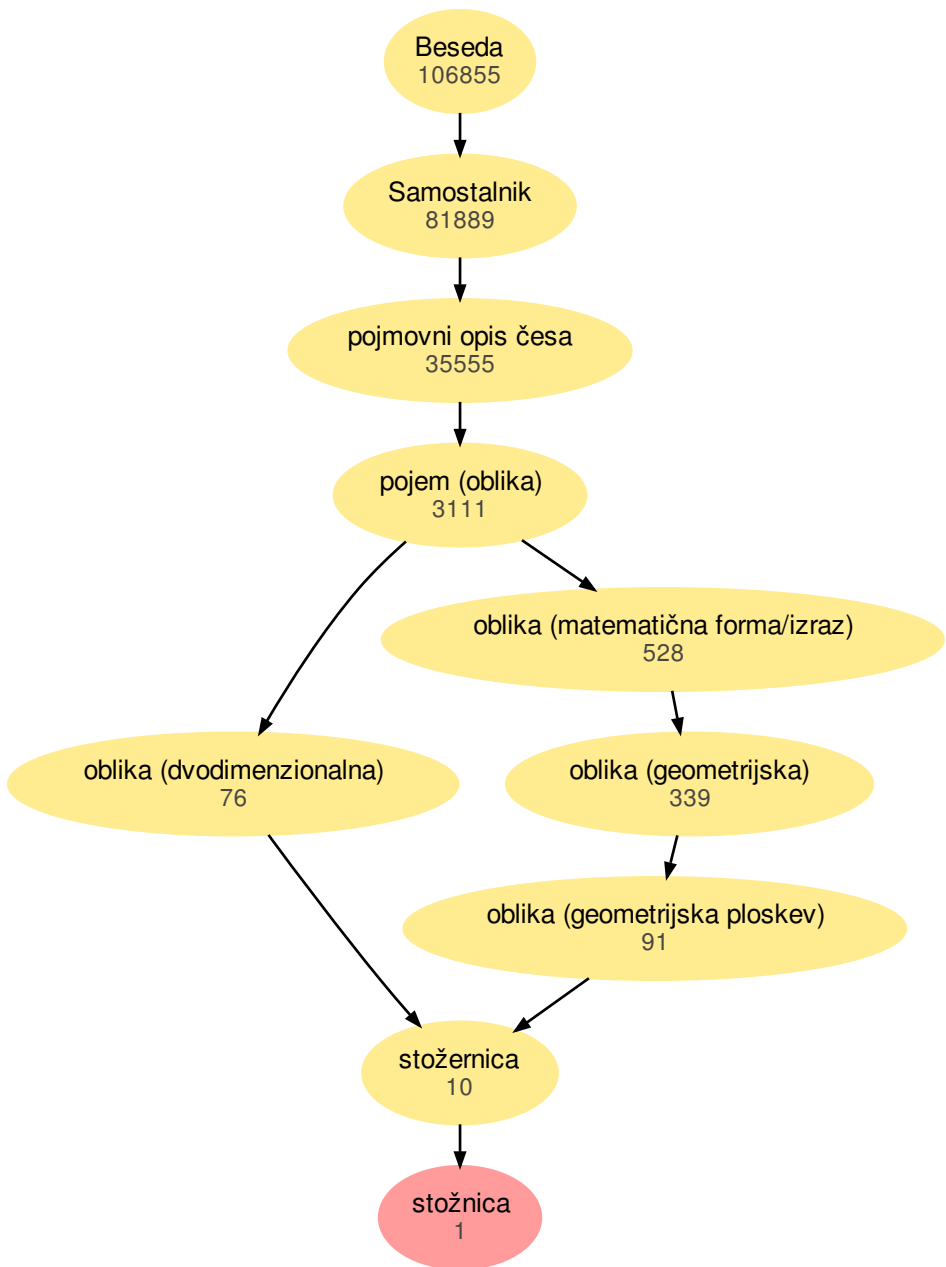 Beseda
106855
Samostalnik
81889
pojmovni opis česa
35555
pojem (oblika)
3111
oblika (matematična forma/izraz)
528
oblika (dvodimenzionalna)
76
oblika (geometrijska)
339
oblika (geometrijska ploskev)
91
stožernica
10
stožnica
1